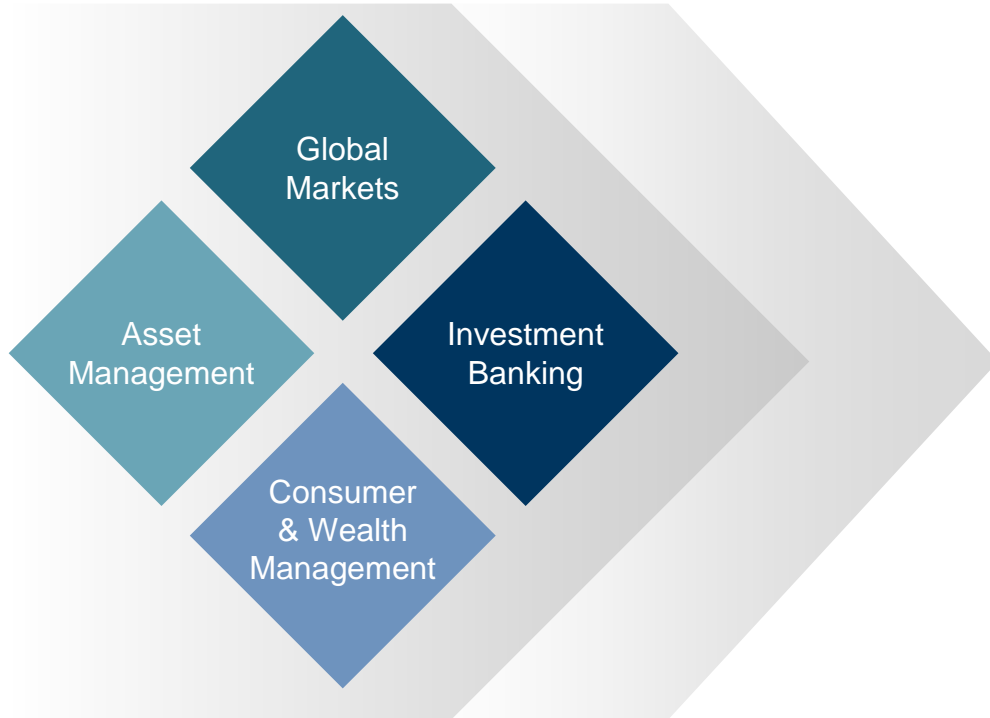 Global
Markets
Asset
Management
Investment
Banking
Consumer
& Wealth
Management